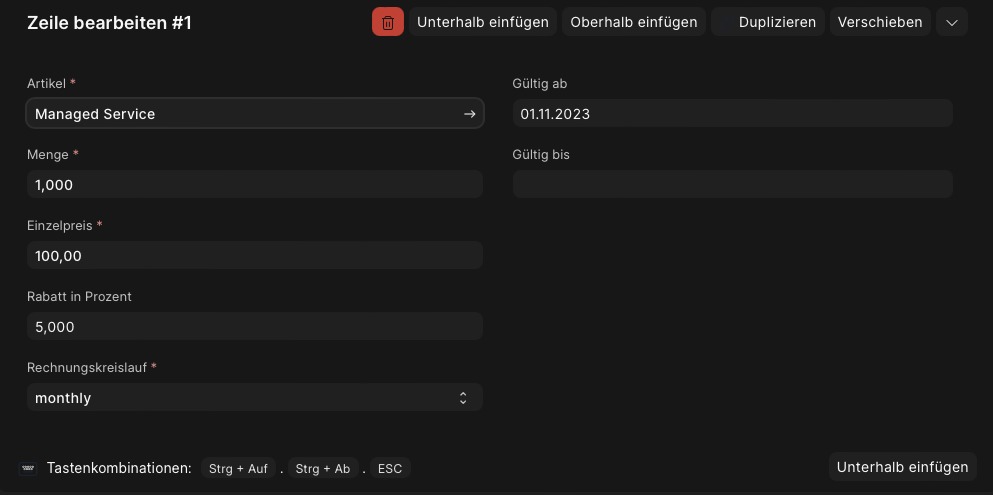 Zeile bearbeiten #1
Unterhalb einfügen
Oberhalb einfügen
Duplizieren
Verschieben
Artikel *
Managed Service →
Menge *
1,000
Einzelpreis *
100,00
Rabatt in Prozent
5,000
Rechnungskreislauf *
monthly
Gültig ab
01.11.2023
Gültig bis
Tastenkombinationen: Strg + Auf . Strg + Ab . ESC
Unterhalb einfügen